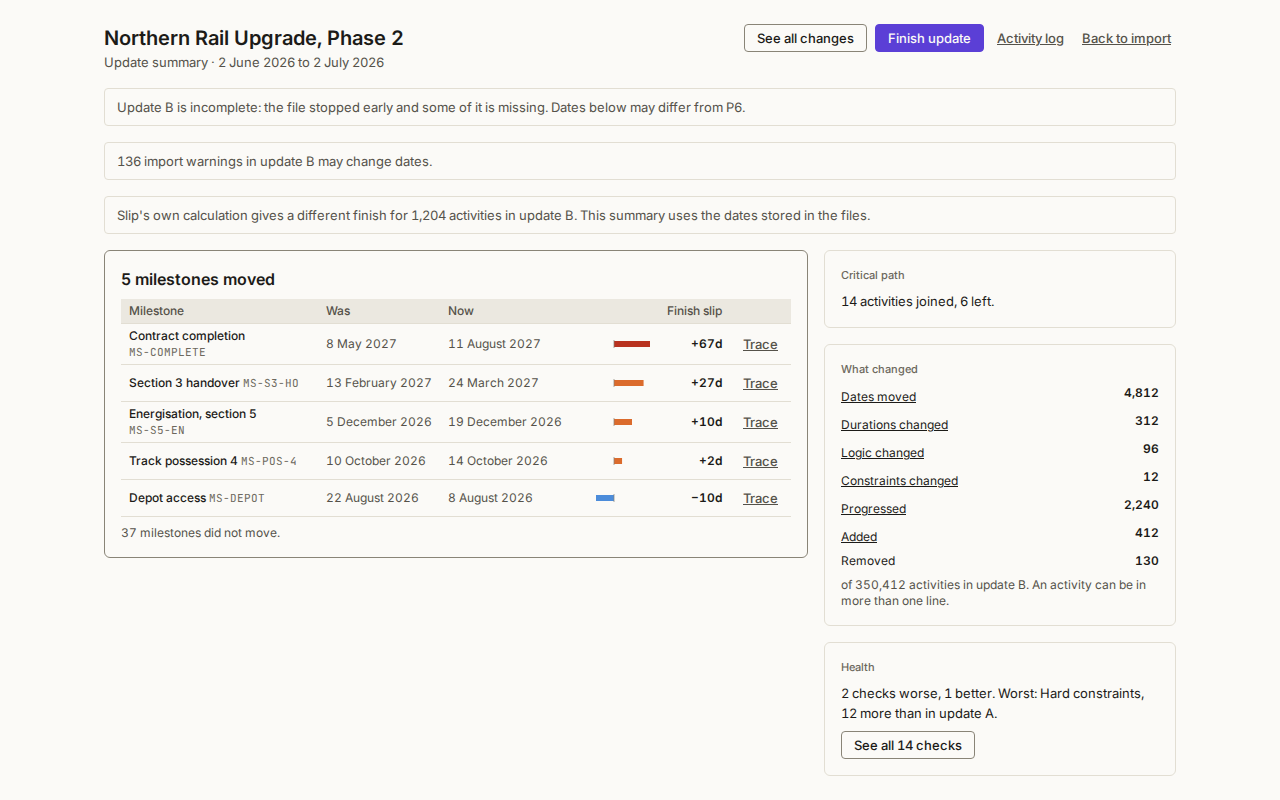 Northern Rail Upgrade, Phase 2
Update summary · 2 June 2026 to 2 July 2026
See all changes
Finish update
Activity log
Back to import
Update B is incomplete: the file stopped early and some of it is missing. Dates below may differ from P6.
136 import warnings in update B may change dates.
Slip's own calculation gives a different finish for 1,204 activities in update B. This summary uses the dates stored in the files.
5 milestones moved
Milestone Was Now Finish slip
Contract completion
MS-COMPLETE
8 May 2027 11 August 2027 +67d Trace
Section 3 handover MS-S3-HO 13 February 2027 24 March 2027 +27d Trace
Energisation, section 5
MS-S5-EN
5 December 2026 19 December 2026 +10d Trace
Track possession 4 MS-POS-4 10 October 2026 14 October 2026 +2d Trace
Depot access MS-DEPOT 22 August 2026 8 August 2026 −10d Trace
37 milestones did not move.
Critical path
14 activities joined, 6 left.
What changed
Dates moved 4,812
Durations changed 312
Logic changed 96
Constraints changed 12
Progressed 2,240
Added 412
Removed 130
of 350,412 activities in update B. An activity can be in
more than one line.
Health
2 checks worse, 1 better. Worst: Hard constraints,
12 more than in update A.
See all 14 checks